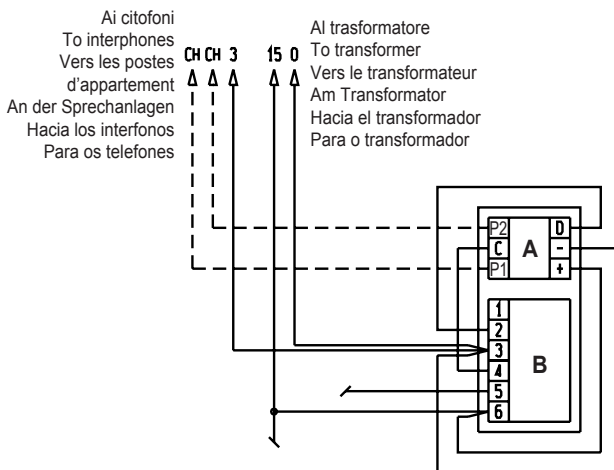 Ai citofoni
To interphones
Vers les postes
d'appartement
An der Sprechanlagen
Hacia los interfonos
Para os telefones
CH CH 3 15 0
Al trasformatore
To transformer
Vers le transformateur
Am Transformator
Hacia el transformador
Para o transformador
P2 D
C A -
P1 +
1
2
3
4
B
5
6